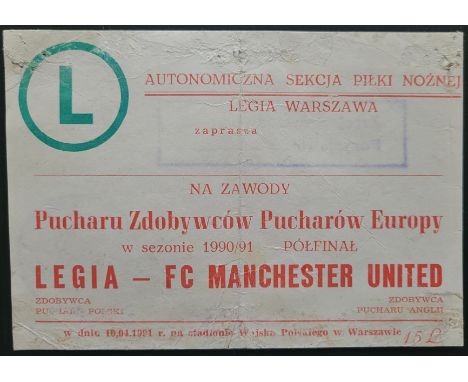 L
AUTONOMICZNA SEKCJA PIŁKI NOŻNEJ
LEGIA WARSZAWA
zaprasza
NA ZAWODY
Pucharu Zdobywców Pucharów Europy
w sezonie 1990/91 PÓŁFINAŁ
LEGIA — FC MANCHESTER UNITED
ZDOBYWCA ZDOBYWCA
PUCHARU POLSKI PUCHARU ANGLII
w dniu 10.04.1991 r. na stadionie Wojska Polskiego w Warszawie 15£